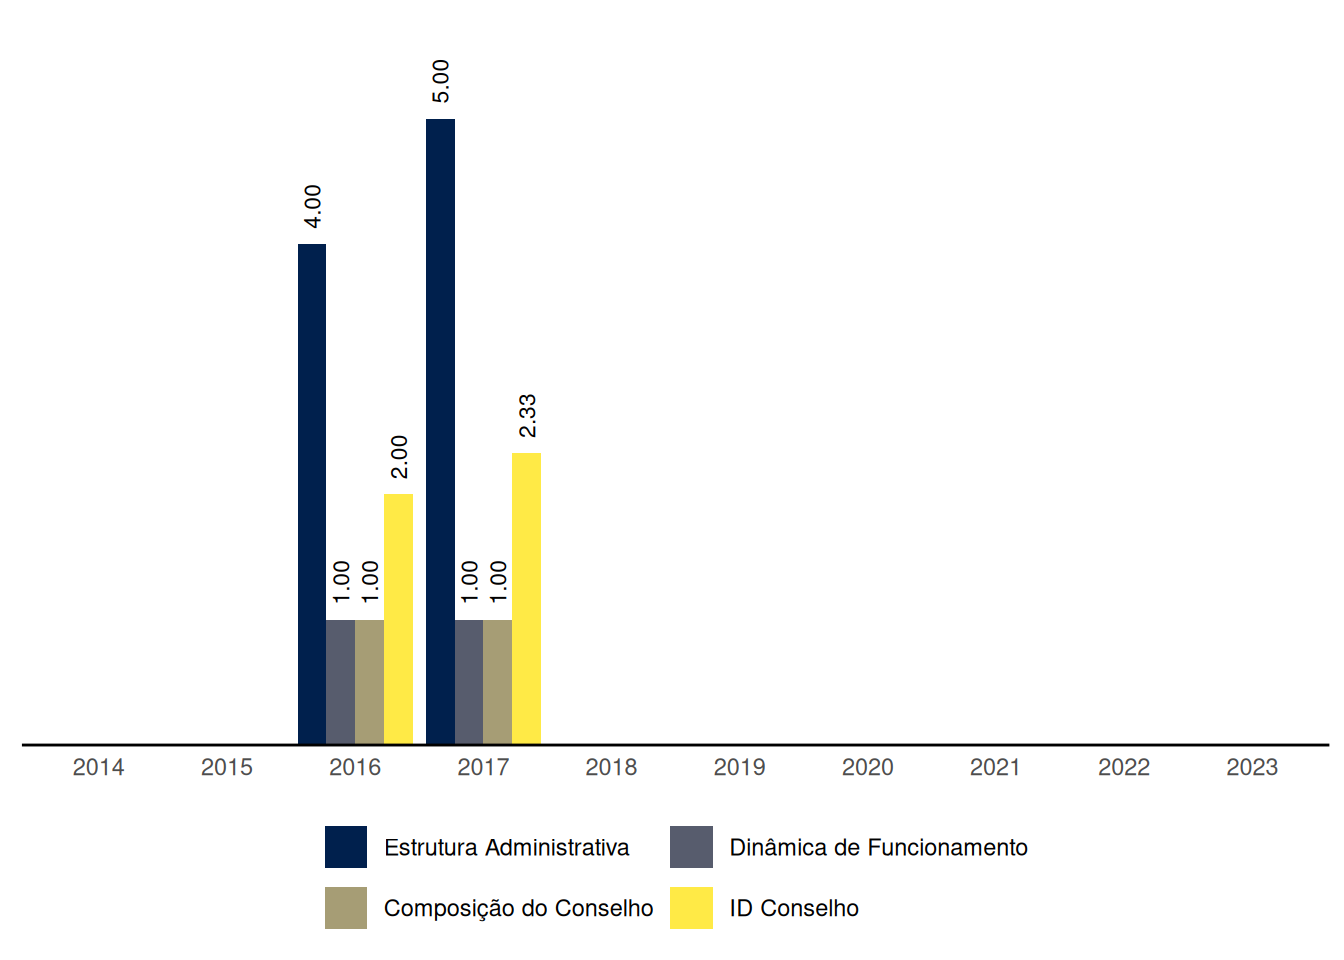 5.00
4.00
2.33
2.00
1.00 1.00 1.00 1.00
2014 2015 2016 2017 2018 2019 2020 2021 2022 2023
Estrutura Administrativa Dinâmica de Funcionamento
Composição do Conselho ID Conselho